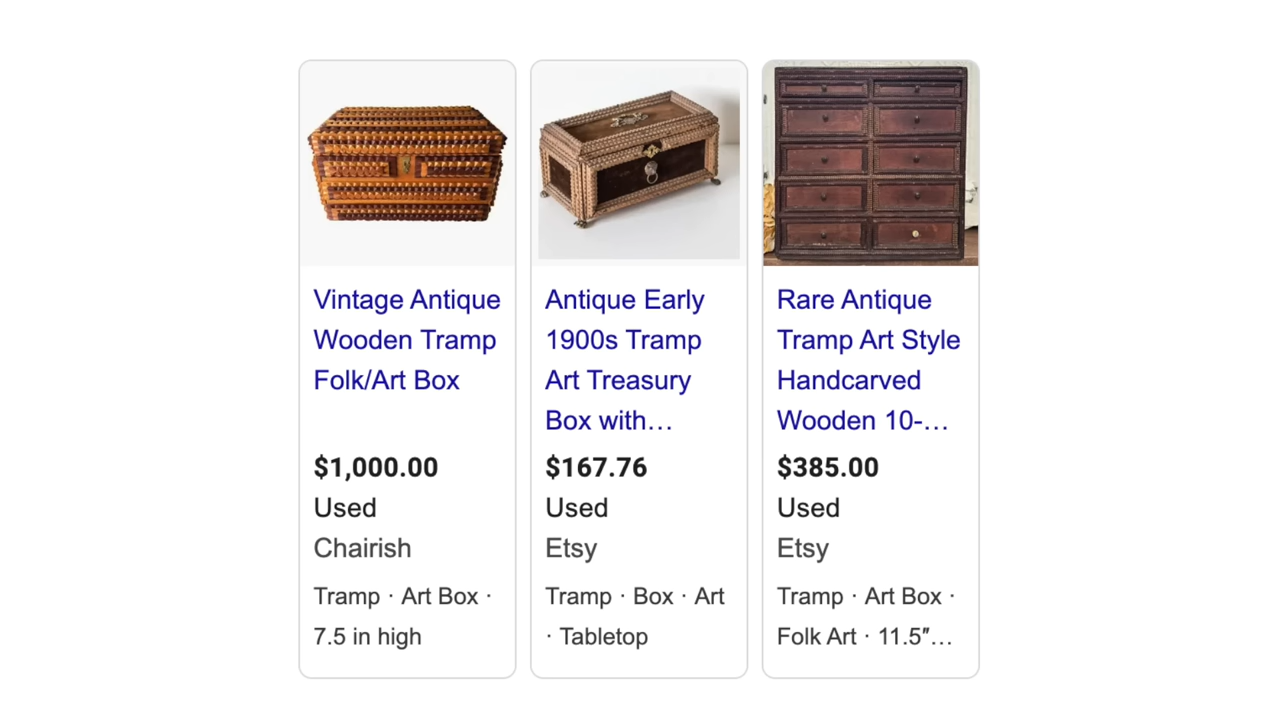 Vintage Antique
Wooden Tramp
Folk/Art Box
$1,000.00
Used
Chairish
Tramp · Art Box ·
7.5 in high
Antique Early
1900s Tramp
Art Treasury
Box with…
$167.76
Used
Etsy
Tramp · Box · Art
· Tabletop
Rare Antique
Tramp Art Style
Handcarved
Wooden 10-…
$385.00
Used
Etsy
Tramp · Art Box ·
Folk Art · 11.5″…